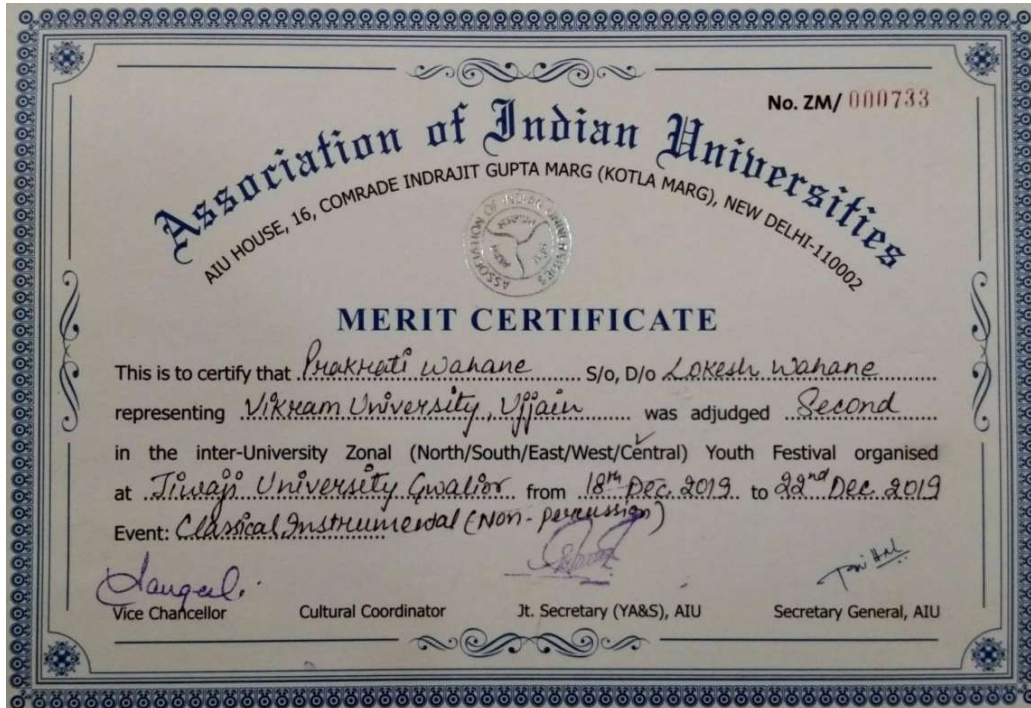 No. ZM/ 000733
Association of Indian Universities
AIU HOUSE, 16, COMRADE INDRAJIT GUPTA MARG (KOTLA MARG), NEW DELHI-110002
ASSOCIATION OF INDIAN UNIVERSITIES
MERIT CERTIFICATE
This is to certify that Prakrati Wahane S/o, D/o Lokesh Wahane
representing Vikram University, Ujjain was adjudged Second
in the inter-University Zonal (North/South/East/West/Central) Youth Festival organised
at Jiwaji University Gwalior from 18th Dec. 2019 to 22nd Dec. 2019
Event: Classical Instrumental (Non-percussion)
Vice Chancellor Cultural Coordinator Jt. Secretary (YA&S), AIU Secretary General, AIU